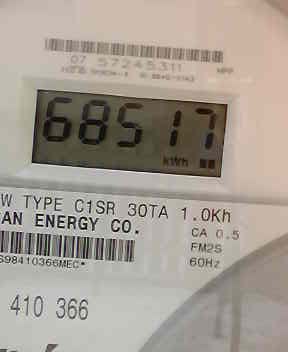 07 57245311
68517
kWh
W TYPE C1SR 30TA 1.0Kh
AN ENERGY CO. CA 0.5
FM2S
S98410366MEC* 60Hz
410 366